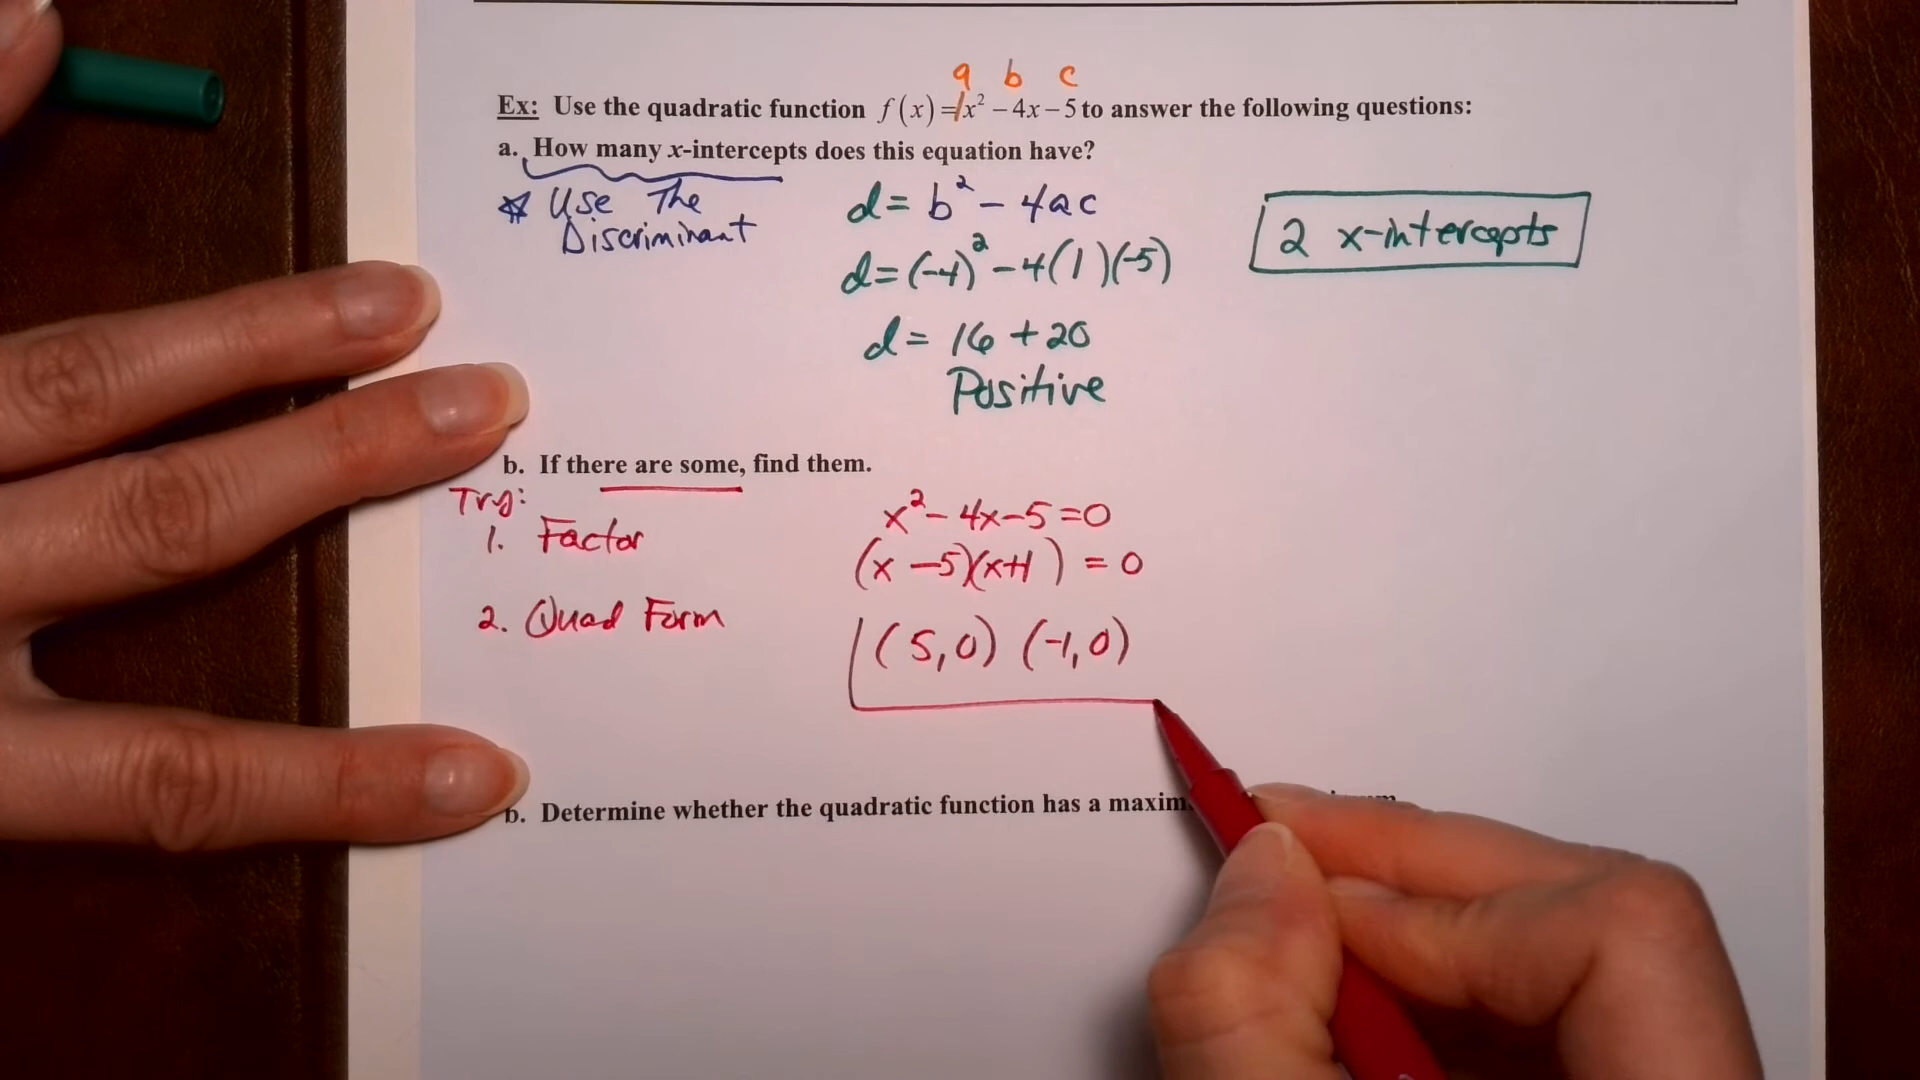 a b c
Ex: Use the quadratic function f(x)=1x² – 4x – 5 to answer the following questions:
a. How many x-intercepts does this equation have?
☆ Use The
Discriminant
d = b² - 4ac
d = (-4)² - 4(1)(-5)
d = 16 + 20
Positive
2 x-intercepts
b. If there are some, find them.
Try:
1. Factor
2. Quad Form
x² - 4x - 5 = 0
(x - 5)(x+1) = 0
(5,0) (-1,0)
b. Determine whether the quadratic function has a